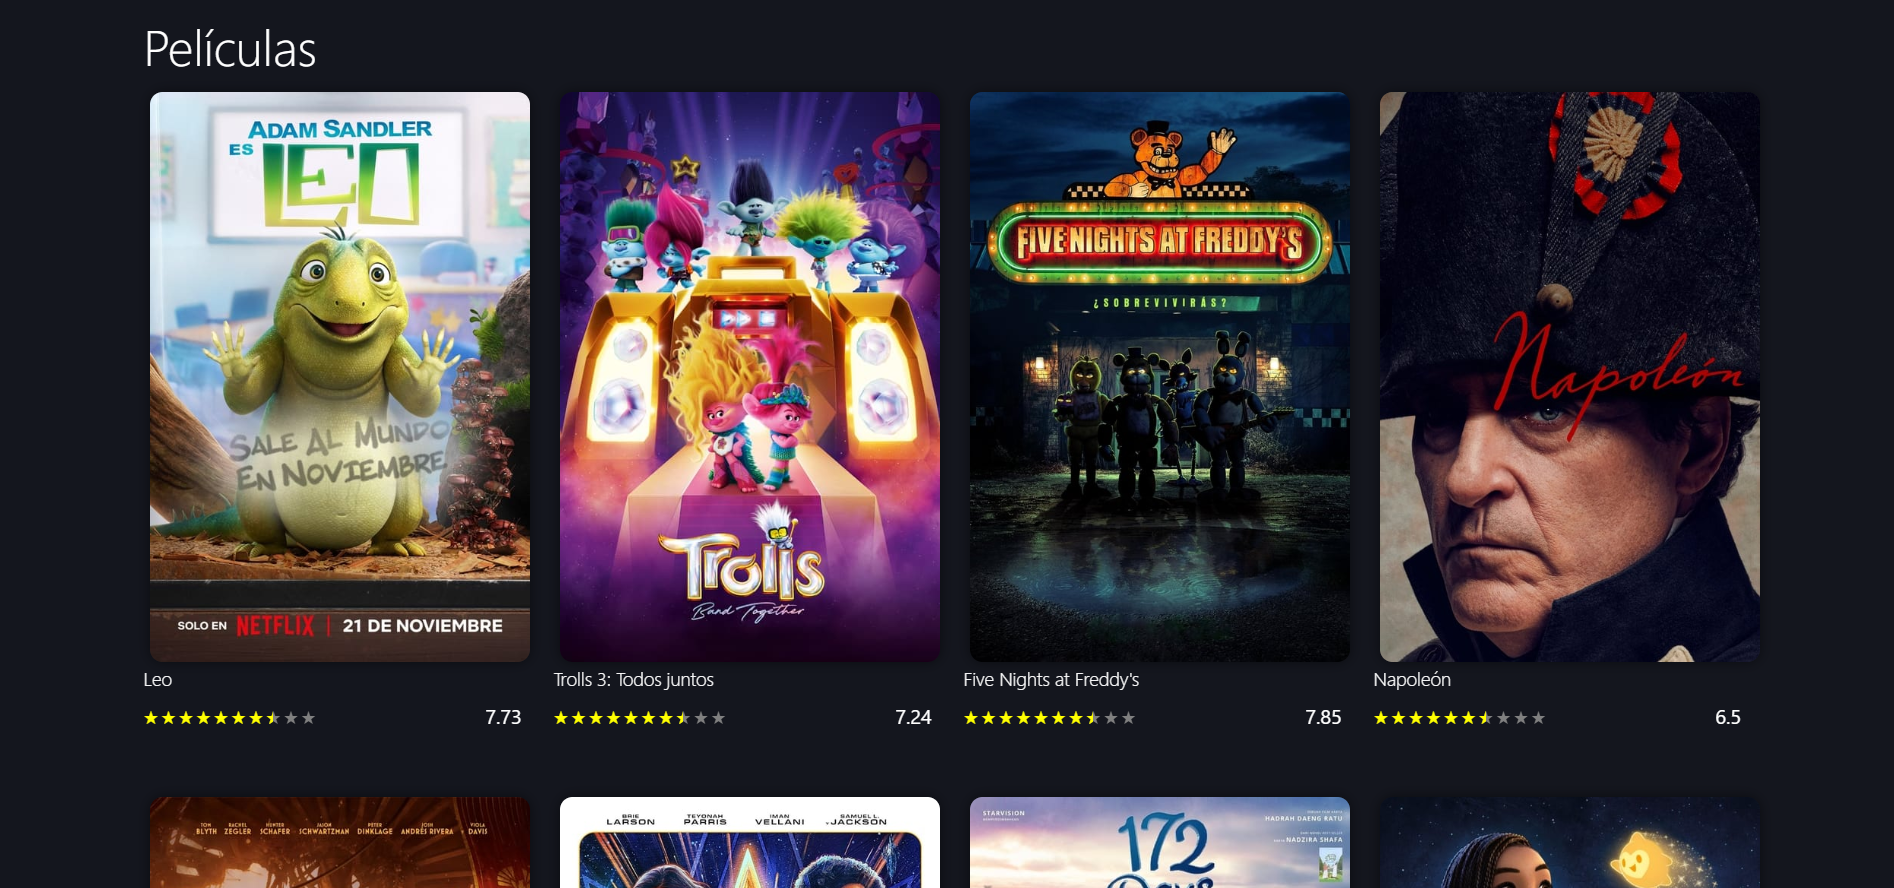 Películas
ADAM SANDLER
ES LEO
SALE AL MUNDO
EN NOVIEMBRE
SOLO EN NETFLIX | 21 DE NOVIEMBRE
Trolls
Band Together
FIVE NIGHTS AT FREDDY'S
¿SOBREVIVIRÁS?
Napoleón
Leo
Trolls 3: Todos juntos
Five Nights at Freddy's
Napoleón
7.73
7.24
7.85
6.5
TOM BLYTH
RACHEL ZEGLER
HUNTER SCHAFER
JASON SCHWARTZMAN
PETER DINKLAGE
JOSH ANDRÉS RIVERA
VIOLA DAVIS
BRIE LARSON
TEYONAH PARRIS
IMAN VELLANI
SAMUEL L. JACKSON
STARVISION
HADRAH DAENG RATU
NADZIRA SHAFA
172
Days